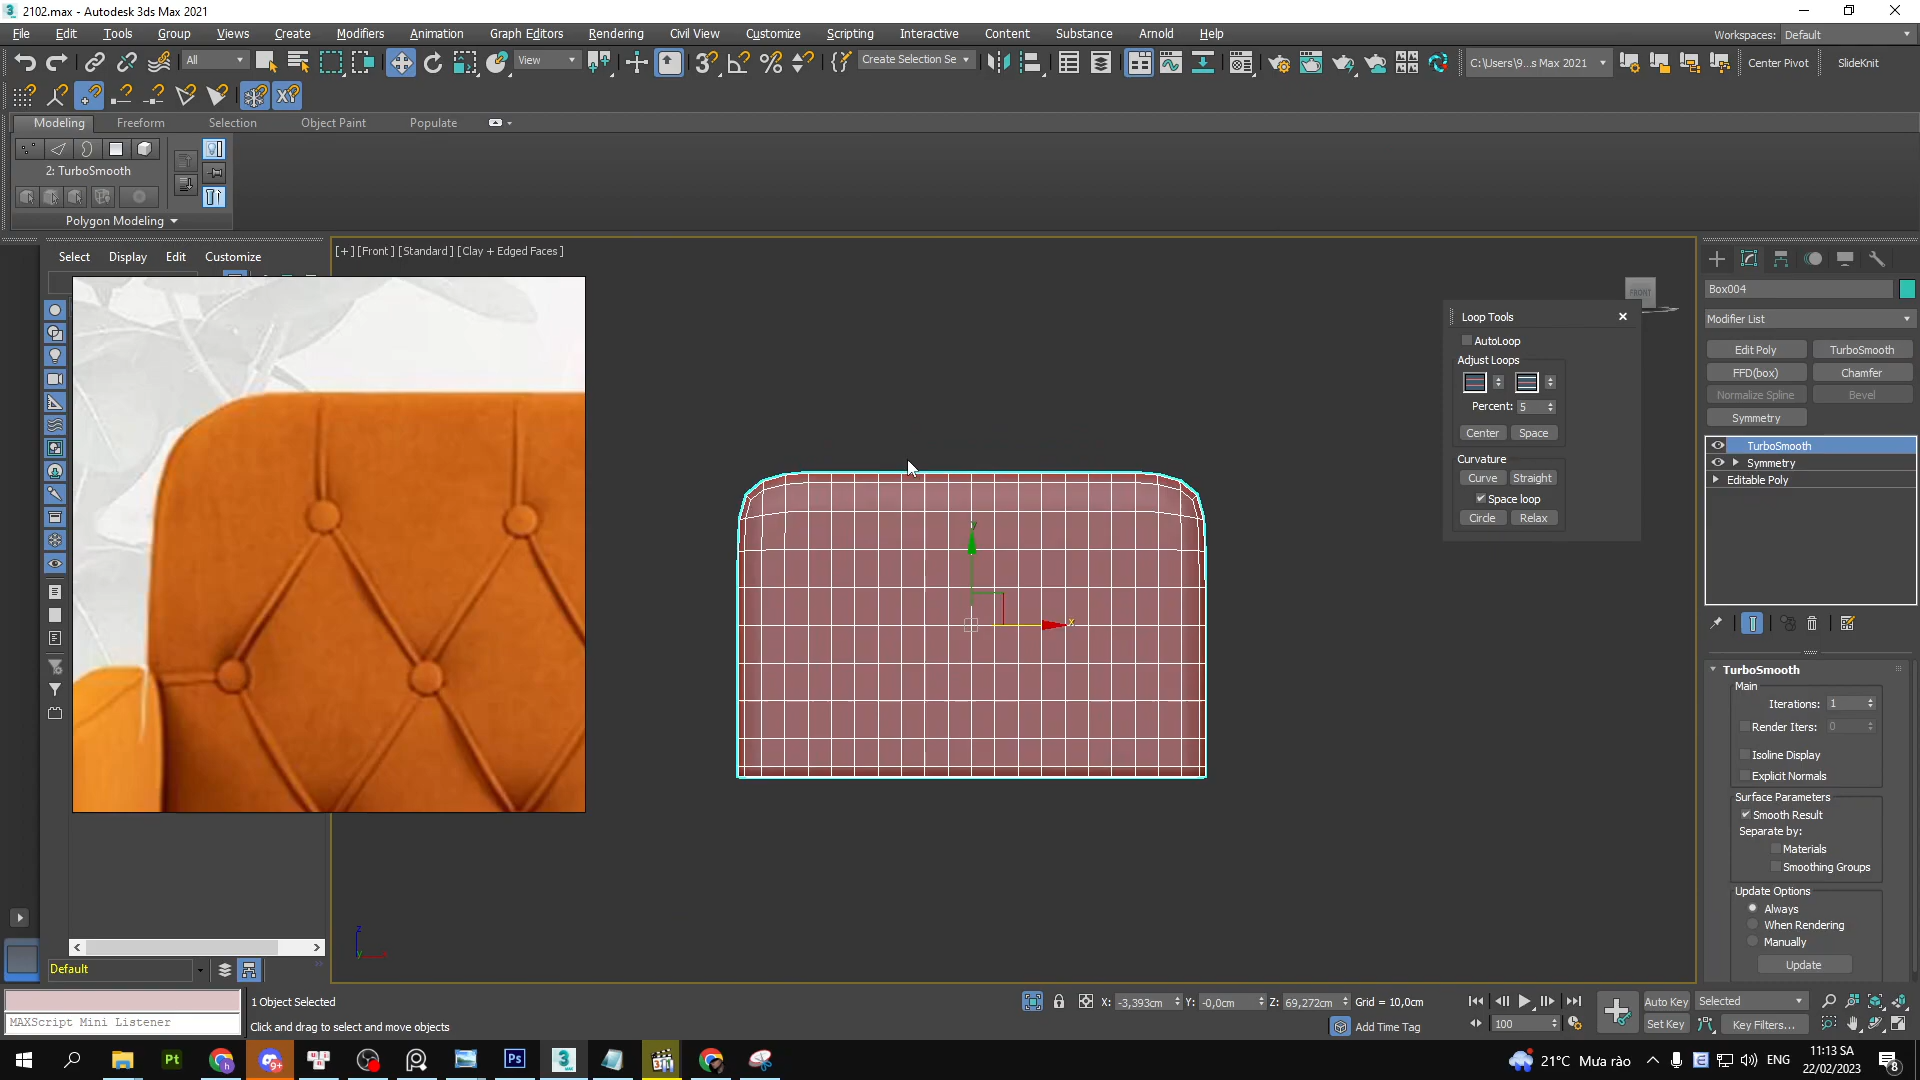 2102.max - Autodesk 3ds Max 2021
File Edit Tools Group Views Create Modifiers Animation Graph Editors Rendering Civil View Customize Scripting Interactive Content Substance Arnold Help Workspaces: Default
All View Create Selection Se C:\Users\9...s Max 2021 Center Pivot SlideKnit
Modeling Freeform Selection Object Paint Populate
2: TurboSmooth
Polygon Modeling
Select Display Edit Customize
[+] [Front] [Standard] [Clay + Edged Faces]
FRONT
Box004
Loop Tools
Modifier List
AutoLoop
Adjust Loops
Edit Poly TurboSmooth
FFD(box) Chamfer
Normalize Spline Bevel
Percent: 5
Symmetry
Center Space
TurboSmooth
Curvature
Symmetry
Curve Straight
Editable Poly
Space loop
Circle Relax
y
x
TurboSmooth
Main
Iterations: 1
Render Iters: 0
Isoline Display
Explicit Normals
Surface Parameters
Smooth Result
Separate by:
Materials
Smoothing Groups
Update Options
Always
When Rendering
Manually
Update
z
Default
1 Object Selected
X: -3,393cm Y: -0,0cm Z: 69,272cm Grid = 10,0cm
Auto Key Selected
MAXScript Mini Listener
Click and drag to select and move objects
Add Time Tag
100
Set Key Key Filters...
Pt Ps 3 MAX
9+
21°C Mưa rào
ENG
11:13 SA
22/02/2023
8